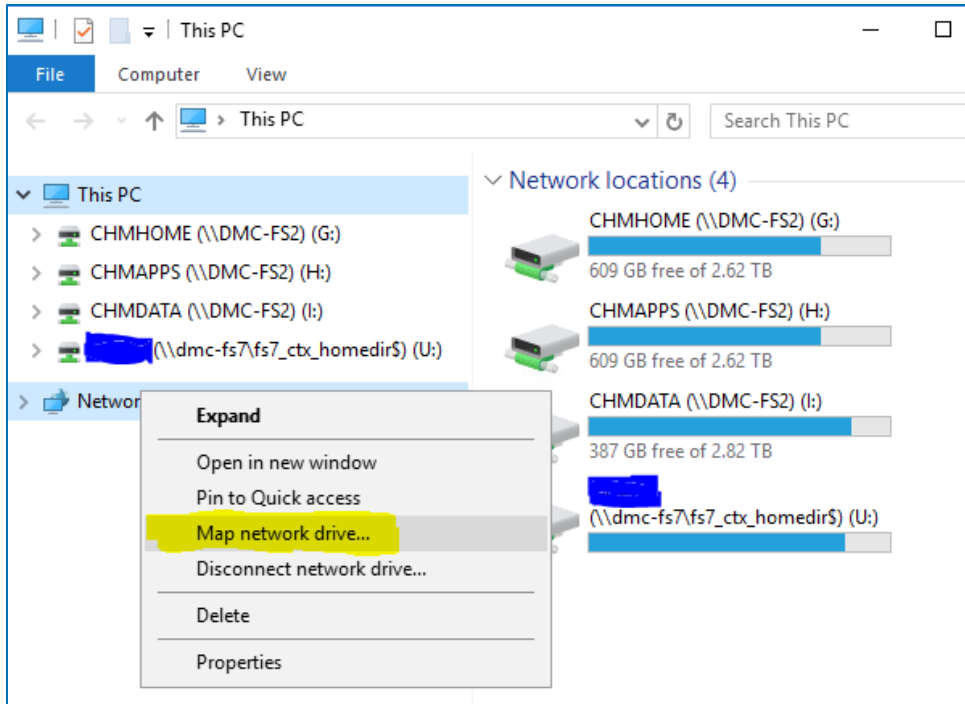 This PC
File Computer View
This PC
Search This PC
This PC
CHMHOME (\\DMC-FS2) (G:)
CHMAPPS (\\DMC-FS2) (H:)
CHMDATA (\\DMC-FS2) (I:)
(\\dmc-fs7\fs7_ctx_homedir$) (U:)
Networ
Expand
Open in new window
Pin to Quick access
Map network drive...
Disconnect network drive...
Delete
Properties
Network locations (4)
CHMHOME (\\DMC-FS2) (G:)
609 GB free of 2.62 TB
CHMAPPS (\\DMC-FS2) (H:)
609 GB free of 2.62 TB
CHMDATA (\\DMC-FS2) (I:)
387 GB free of 2.82 TB
(\\dmc-fs7\fs7_ctx_homedir$) (U:)